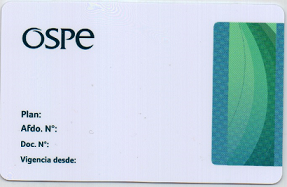 OSPe
Plan:
Afdo. N°:
Doc. N°:
Vigencia desde: